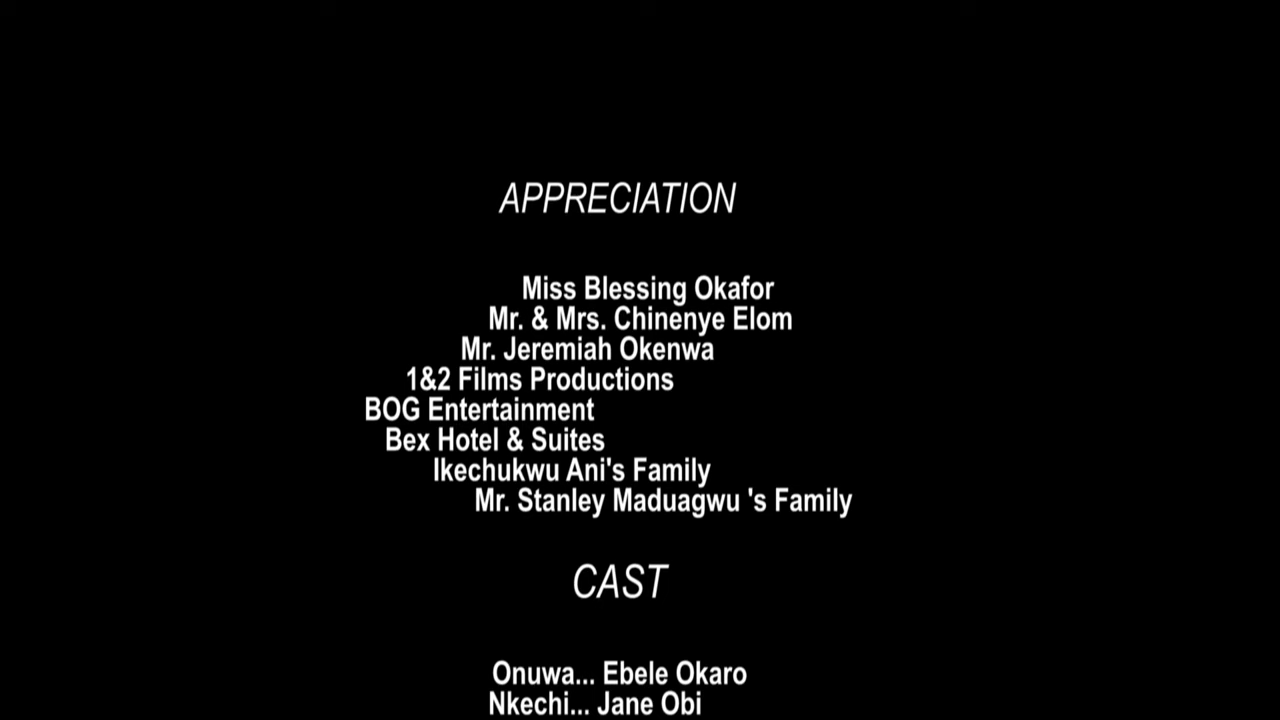 APPRECIATION
Miss Blessing Okafor
Mr. & Mrs. Chinenye Elom
Mr. Jeremiah Okenwa
1&2 Films Productions
BOG Entertainment
Bex Hotel & Suites
Ikechukwu Ani's Family
Mr. Stanley Maduagwu 's Family
CAST
Onuwa... Ebele Okaro
Nkechi... Jane Obi